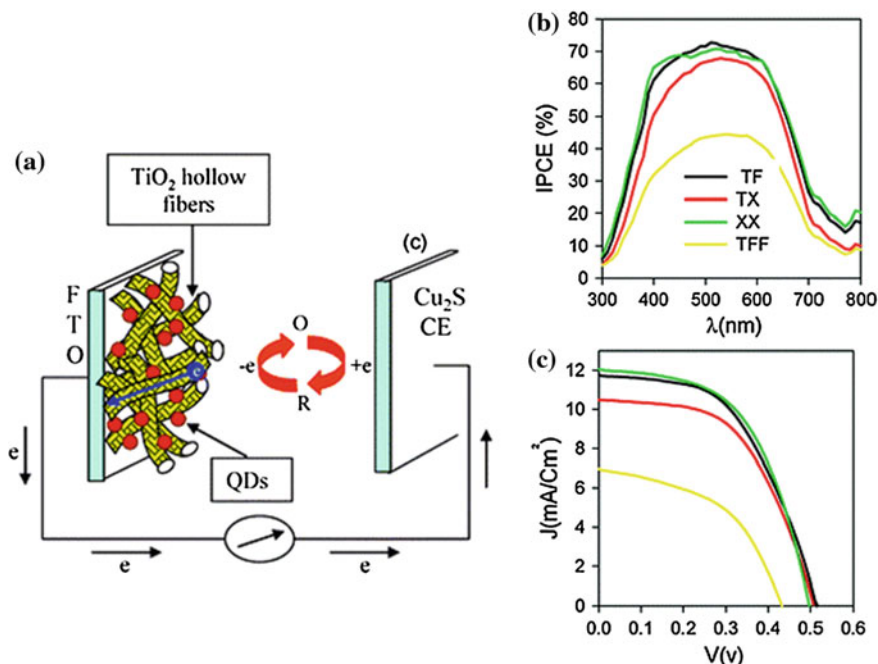 (a)
TiO₂ hollow
fibers
F
T
O
e
QDs
-e
O
R
+e
(c)
Cu₂S
CE
e
e
e
(b)
IPCE (%)
80
70
60
50
40
30
20
10
0
TF
TX
XX
TFF
300 400 500 600 700 800
λ(nm)
(c)
J(mA/Cm²)
14
12
10
8
6
4
2
0
0.0 0.1 0.2 0.3 0.4 0.5 0.6
V(v)